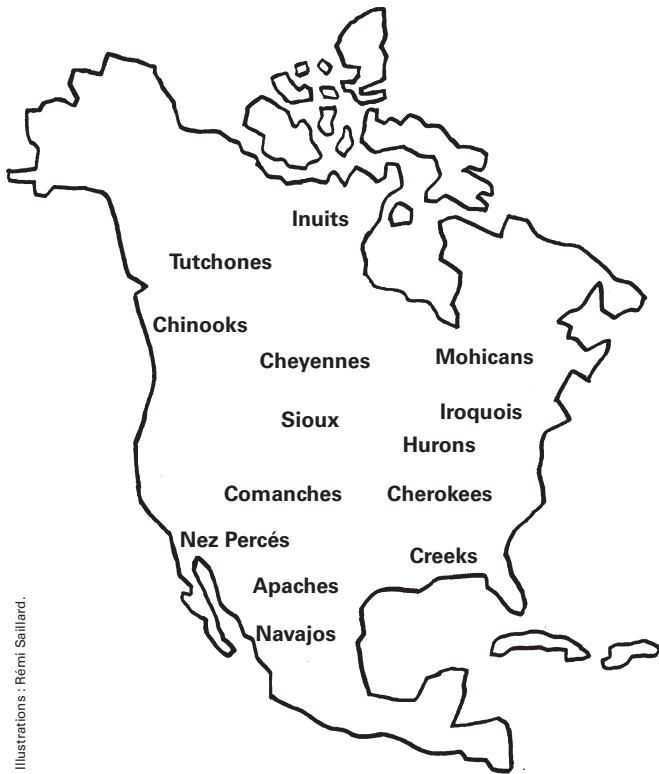 Inuits
Tutchones
Chinooks
Cheyennes
Mohicans
Iroquois
Sioux
Hurons
Comanches
Cherokees
Nez Percés
Creeks
Apaches
Navajos
Illustrations : Rémi Saillard.